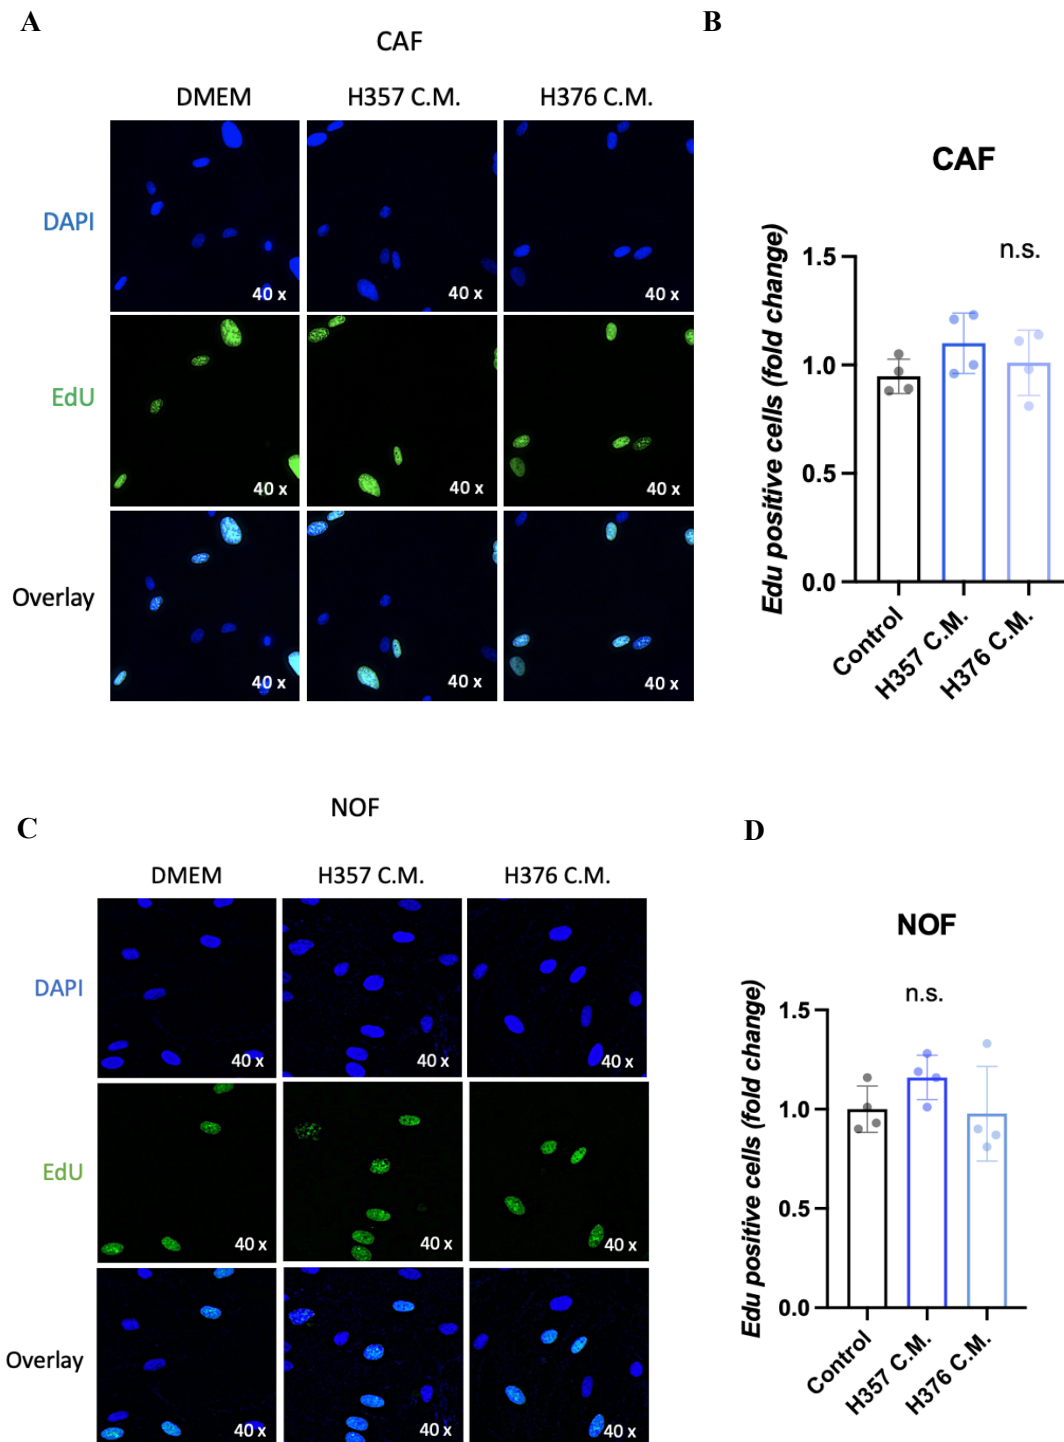 A
CAF
DMEM H357 C.M. H376 C.M.
DAPI
40 x 40 x 40 x
EdU
40 x 40 x 40 x
Overlay
40 x 40 x 40 x
B
CAF
n.s.
Edu positive cells (fold change)
1.5
1.0
0.5
0.0
Control
H357 C.M.
H376 C.M.
C
NOF
DMEM H357 C.M. H376 C.M.
DAPI
40 x 40 x 40 x
EdU
40 x 40 x 40 x
Overlay
40 x 40 x 40 x
D
NOF
n.s.
Edu positive cells (fold change)
1.5
1.0
0.5
0.0
Control
H357 C.M.
H376 C.M.